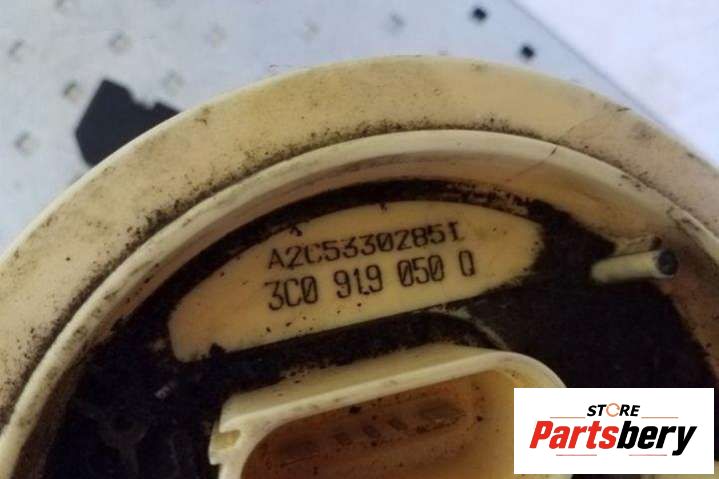 A2C53302851
3C0 919 050 Q
STORE
Partsbery